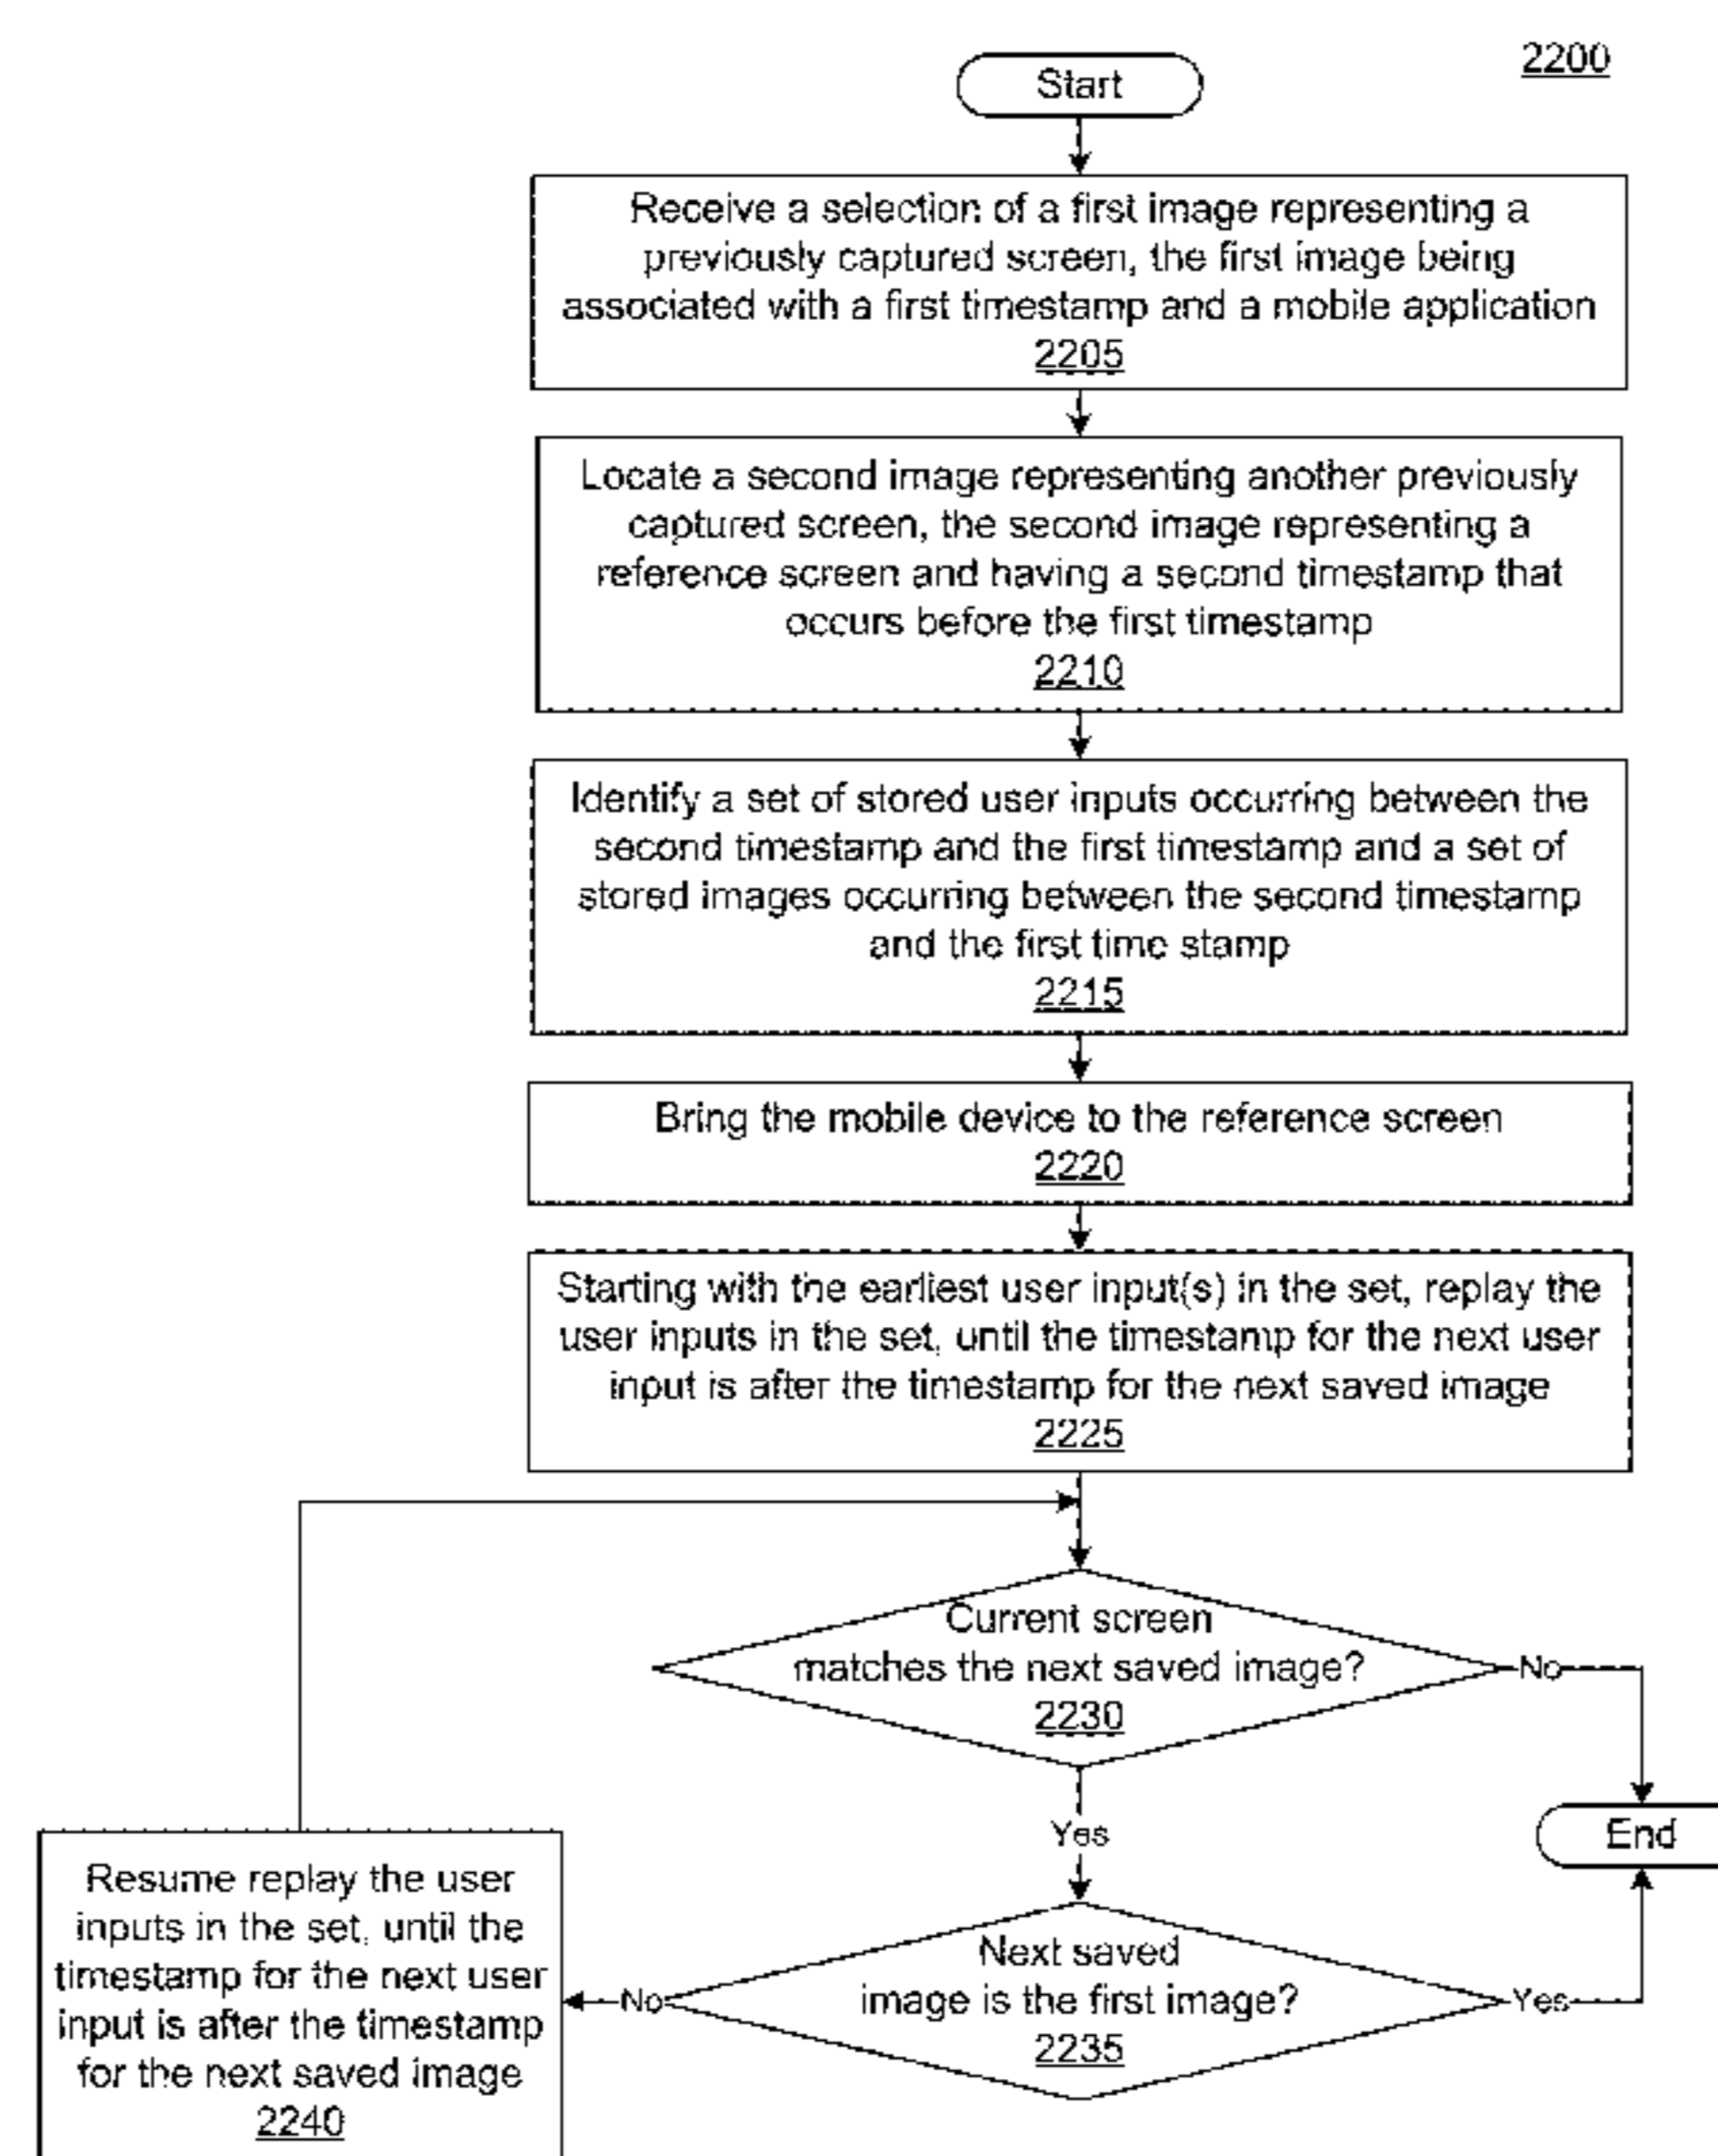 2200
Start
Receive a selection of a first image representing a
previously captured screen, the first image being
associated with a first timestamp and a mobile application
2205
Locate a second image representing another previously
captured screen, the second image representing a
reference screen and having a second timestamp that
occurs before the first timestamp
2210
Identify a set of stored user inputs occurring between the
second timestamp and the first timestamp and a set of
stored images occurring between the second timestamp
and the first time stamp
2215
Bring the mobile device to the reference screen
2220
Starting with the earliest user input(s) in the set, replay the
user inputs in the set, until the timestamp for the next user
input is after the timestamp for the next saved image
2225
Current screen
matches the next saved image?
2230
No
Yes
End
Resume replay the user
inputs in the set, until the
timestamp for the next user
input is after the timestamp
for the next saved image
2240
No
Next saved
image is the first image?
2235
Yes